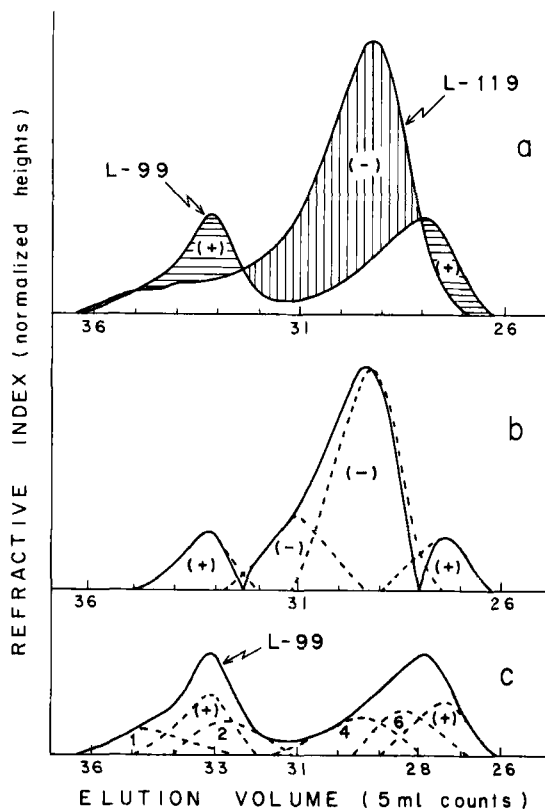 REFRACTIVE INDEX (normalized heights)
L-119
a
L-99
(-)
(+)
(+)
36 31 26
b
(-)
(+)
(-)
(+)
36 31 26
L-99
c
(+)
(+)
1 2 4 6
36 33 31 28 26
ELUTION VOLUME (5ml counts)